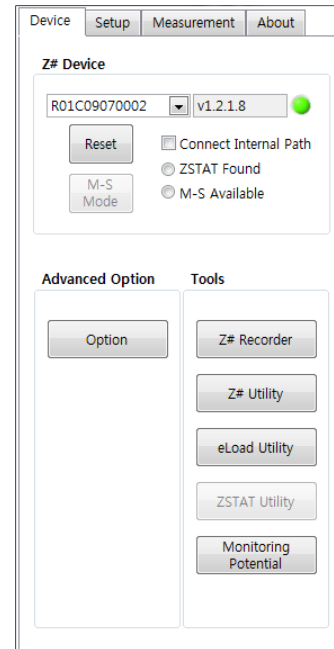 Device Setup Measurement About
Z# Device
R01C09070002 v1.2.1.8
Reset
Connect Internal Path
ZSTAT Found
M-S
Mode
M-S Available
Advanced Option Tools
Option
Z# Recorder
Z# Utility
eLoad Utility
ZSTAT Utility
Monitoring
Potential